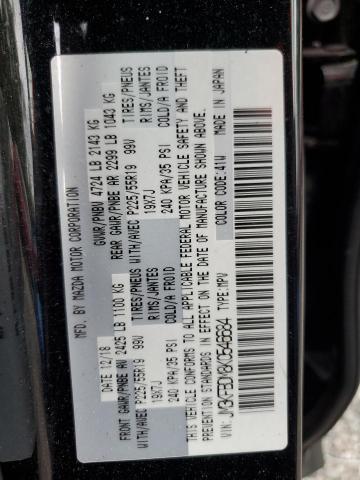 MFD. BY MAZDA MOTOR CORPORATION
DATE 12/18 GVWR/PNBV 4724 LB 2143 KG
FRONT GAWR/PNBE AV 2425 LB 1100 KG REAR GAWR/PNBE AR 2299 LB 1043 KG
TIRES/PNEUS TIRES/PNEUS
WITH/AVEC P225/55R19 99V WITH/AVEC P225/55R19 99V
RIMS/JANTES 19X7J RIMS/JANTES 19X7J
COLD/A FROID 240 KPA/35 PSI COLD/A FROID 240 KPA/35 PSI
THIS VEHICLE CONFORMS TO ALL APPLICABLE FEDERAL MOTOR VEHICLE SAFETY AND THEFT
PREVENTION STANDARDS IN EFFECT ON THE DATE OF MANUFACTURE SHOWN ABOVE.
TYPE:MPV COLOR CODE:41W MADE IN JAPAN
VIN: